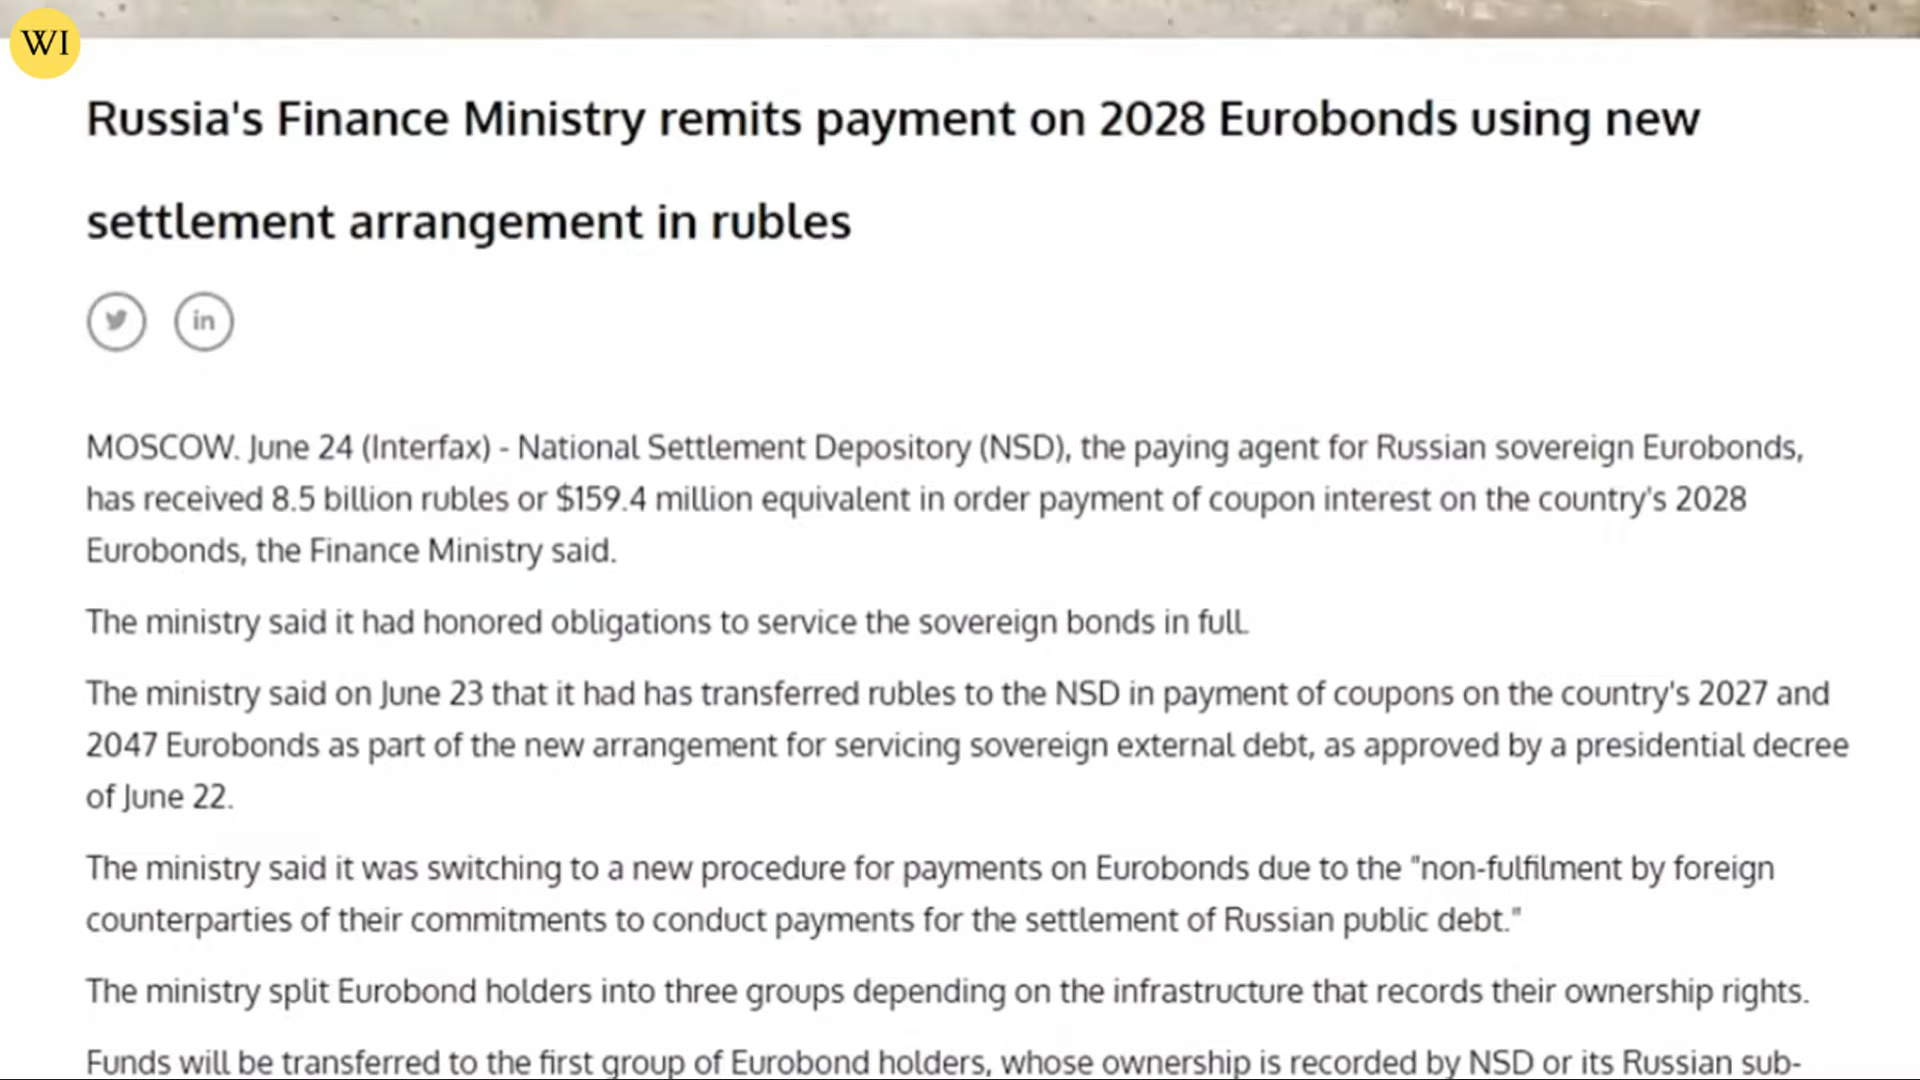 WI
Russia's Finance Ministry remits payment on 2028 Eurobonds using new
settlement arrangement in rubles
in
MOSCOW. June 24 (Interfax) - National Settlement Depository (NSD), the paying agent for Russian sovereign Eurobonds,
has received 8.5 billion rubles or $159.4 million equivalent in order payment of coupon interest on the country's 2028
Eurobonds, the Finance Ministry said.
The ministry said it had honored obligations to service the sovereign bonds in full.
The ministry said on June 23 that it had has transferred rubles to the NSD in payment of coupons on the country's 2027 and
2047 Eurobonds as part of the new arrangement for servicing sovereign external debt, as approved by a presidential decree
of June 22.
The ministry said it was switching to a new procedure for payments on Eurobonds due to the "non-fulfilment by foreign
counterparties of their commitments to conduct payments for the settlement of Russian public debt."
The ministry split Eurobond holders into three groups depending on the infrastructure that records their ownership rights.
Funds will be transferred to the first group of Eurobond holders, whose ownership is recorded by NSD or its Russian sub-